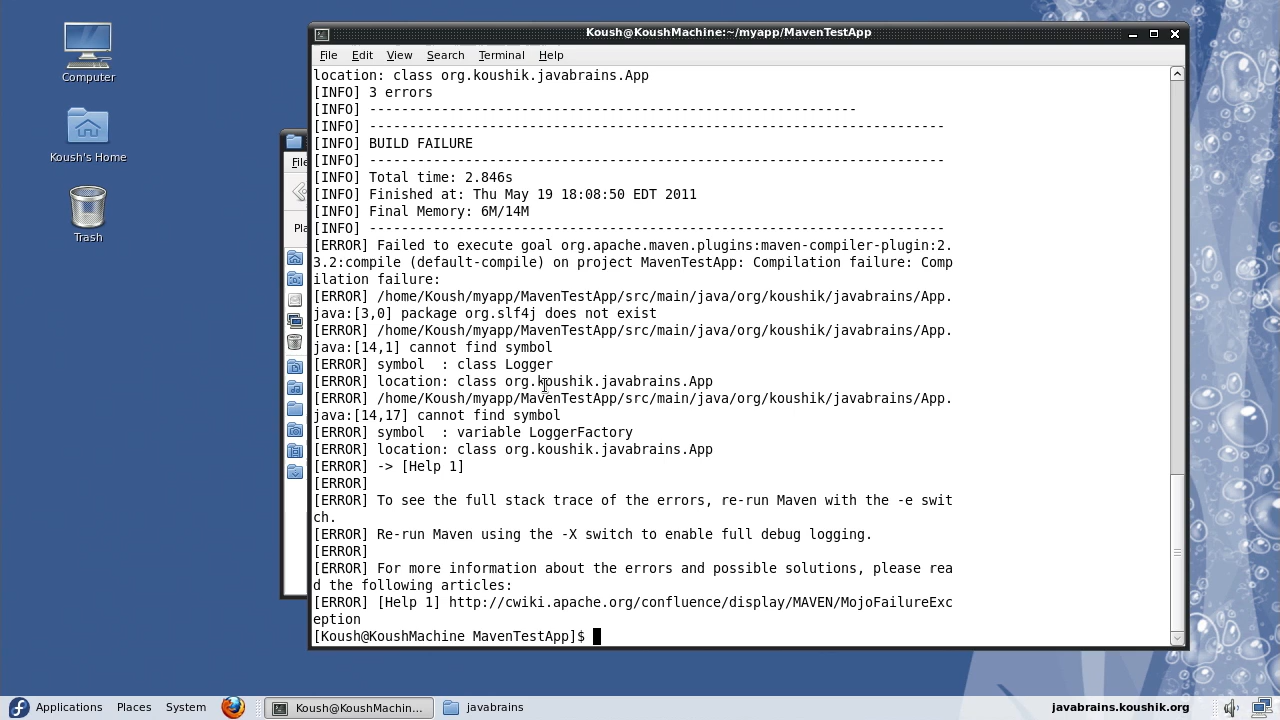 Computer
Koush's Home
Trash
Koush@KoushMachine:~/myapp/MavenTestApp
File Edit View Search Terminal Help
location: class org.koushik.javabrains.App
[INFO] 3 errors
[INFO] -------------------------------------------------------------
[INFO] ------------------------------------------------------------------------
[INFO] BUILD FAILURE
[INFO] ------------------------------------------------------------------------
[INFO] Total time: 2.846s
[INFO] Finished at: Thu May 19 18:08:50 EDT 2011
[INFO] Final Memory: 6M/14M
[INFO] ------------------------------------------------------------------------
[ERROR] Failed to execute goal org.apache.maven.plugins:maven-compiler-plugin:2.
3.2:compile (default-compile) on project MavenTestApp: Compilation failure: Comp
ilation failure:
[ERROR] /home/Koush/myapp/MavenTestApp/src/main/java/org/koushik/javabrains/App.
java:[3,0] package org.slf4j does not exist
[ERROR] /home/Koush/myapp/MavenTestApp/src/main/java/org/koushik/javabrains/App.
java:[14,1] cannot find symbol
[ERROR] symbol  : class Logger
[ERROR] location: class org.koushik.javabrains.App
[ERROR] /home/Koush/myapp/MavenTestApp/src/main/java/org/koushik/javabrains/App.
java:[14,17] cannot find symbol
[ERROR] symbol  : variable LoggerFactory
[ERROR] location: class org.koushik.javabrains.App
[ERROR] -> [Help 1]
[ERROR]
[ERROR] To see the full stack trace of the errors, re-run Maven with the -e swit
ch.
[ERROR] Re-run Maven using the -X switch to enable full debug logging.
[ERROR]
[ERROR] For more information about the errors and possible solutions, please rea
d the following articles:
[ERROR] [Help 1] http://cwiki.apache.org/confluence/display/MAVEN/MojoFailureExc
eption
[Koush@KoushMachine MavenTestApp]$
File
Pla
Applications Places System Koush@KoushMachin... javabrains javabrains.koushik.org